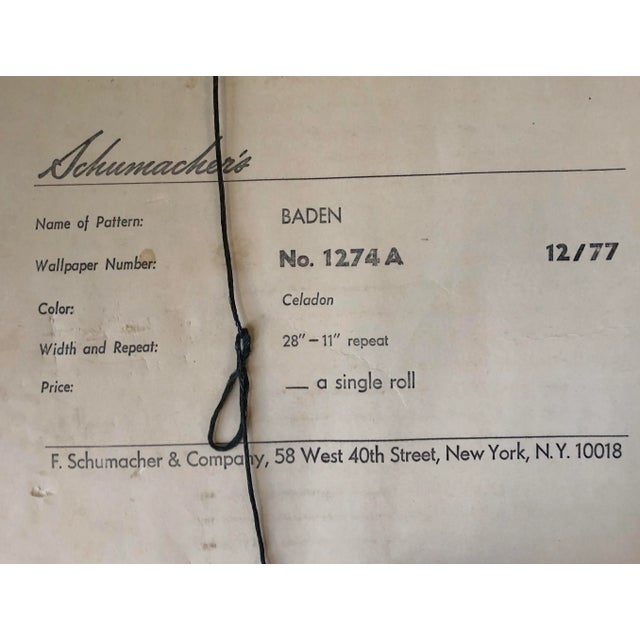 Schumacher's
Name of Pattern: BADEN
Wallpaper Number: No. 1274 A 12/77
Color: Celadon
Width and Repeat: 28" – 11" repeat
Price: — a single roll
F. Schumacher & Company, 58 West 40th Street, New York, N.Y. 10018